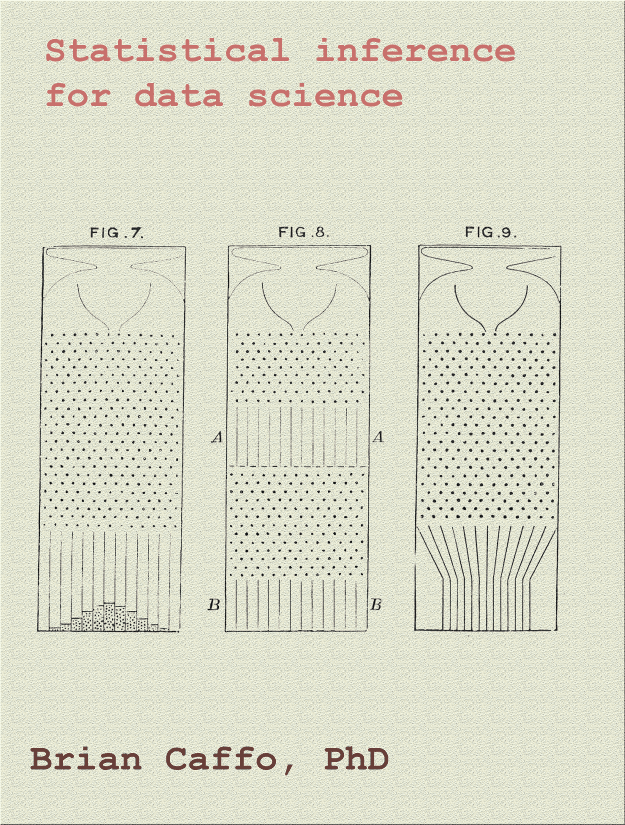 Statistical inference
for data science
FIG.7.
FIG.8.
FIG.9.
A A
B B
Brian Caffo, PhD